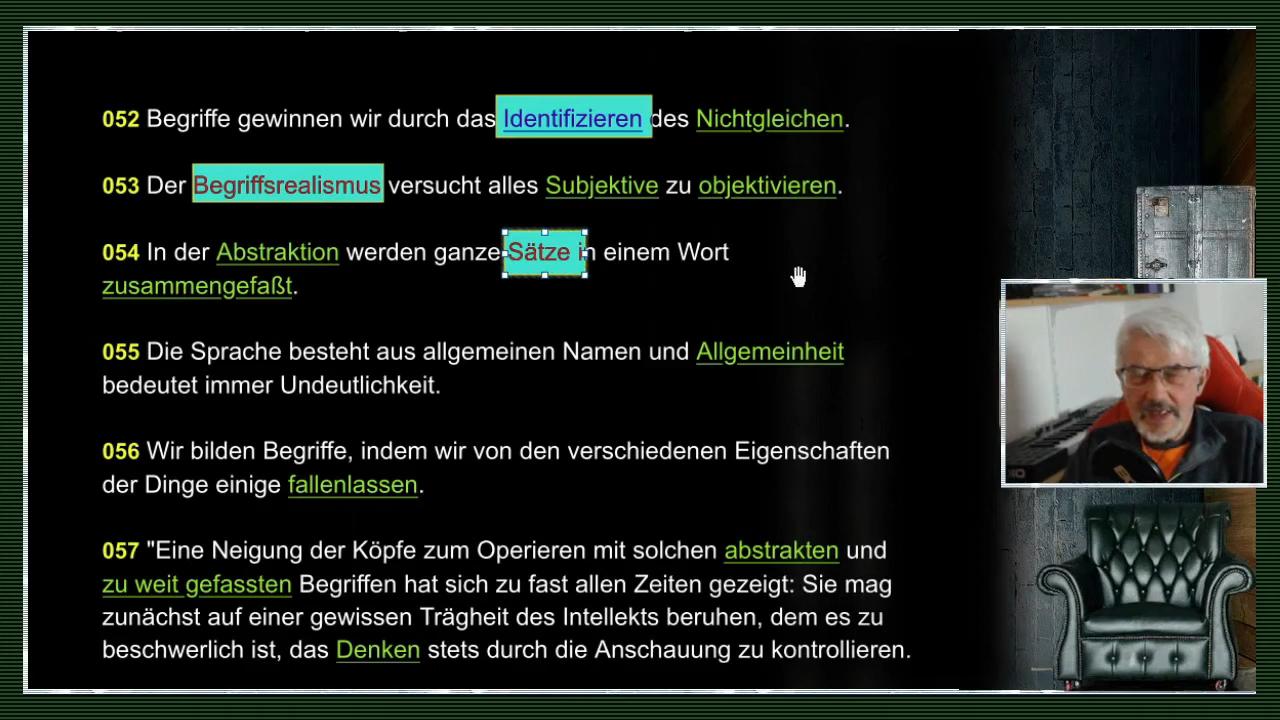 052 Begriffe gewinnen wir durch das Identifizieren des Nichtgleichen.
053 Der Begriffsrealismus versucht alles Subjektive zu objektivieren.
054 In der Abstraktion werden ganze Sätze in einem Wort
zusammengefaßt.
055 Die Sprache besteht aus allgemeinen Namen und Allgemeinheit
bedeutet immer Undeutlichkeit.
056 Wir bilden Begriffe, indem wir von den verschiedenen Eigenschaften
der Dinge einige fallenlassen.
057 "Eine Neigung der Köpfe zum Operieren mit solchen abstrakten und
zu weit gefassten Begriffen hat sich zu fast allen Zeiten gezeigt: Sie mag
zunächst auf einer gewissen Trägheit des Intellekts beruhen, dem es zu
beschwerlich ist, das Denken stets durch die Anschauung zu kontrollieren.